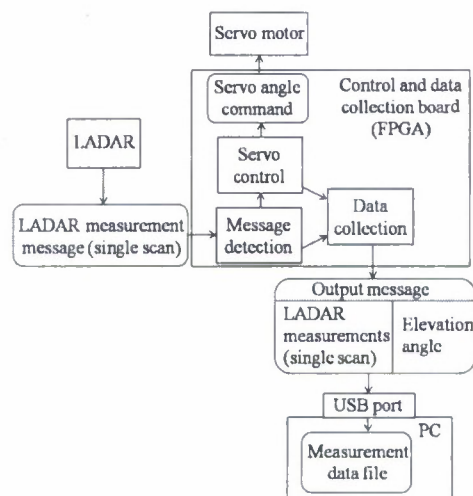 Servo motor
Servo angle
command
Control and data
collection board
(FPGA)
LADAR
Servo
control
Data
collection
LADAR measurement
message (single scan)
Message
detection
Output message
LADAR
measurements
(single scan)
Elevation
angle
USB port
PC
Measurement
data file